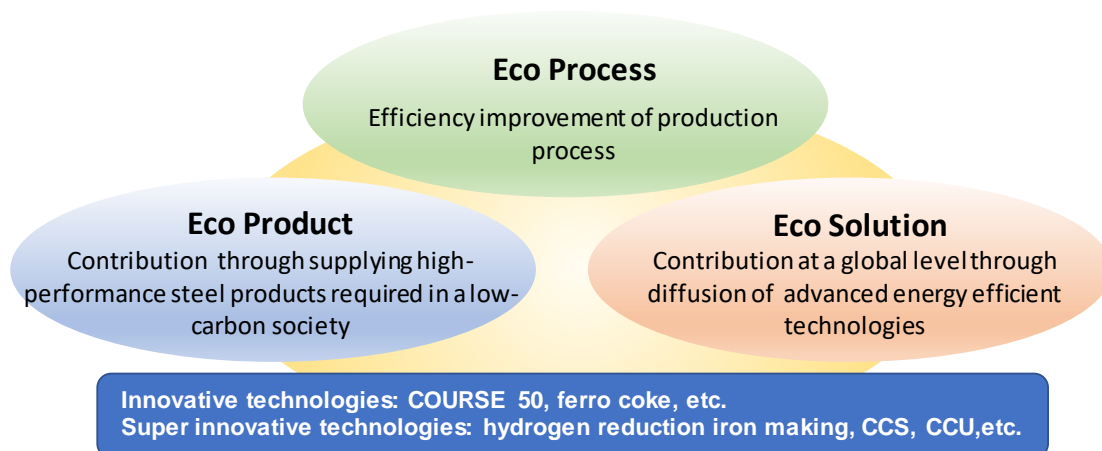 Eco Process
Efficiency improvement of production
process
Eco Product
Contribution through supplying high-
performance steel products required in a low-
carbon society
Eco Solution
Contribution at a global level through
diffusion of advanced energy efficient
technologies
Innovative technologies: COURSE 50, ferro coke, etc.
Super innovative technologies: hydrogen reduction iron making, CCS, CCU,etc.